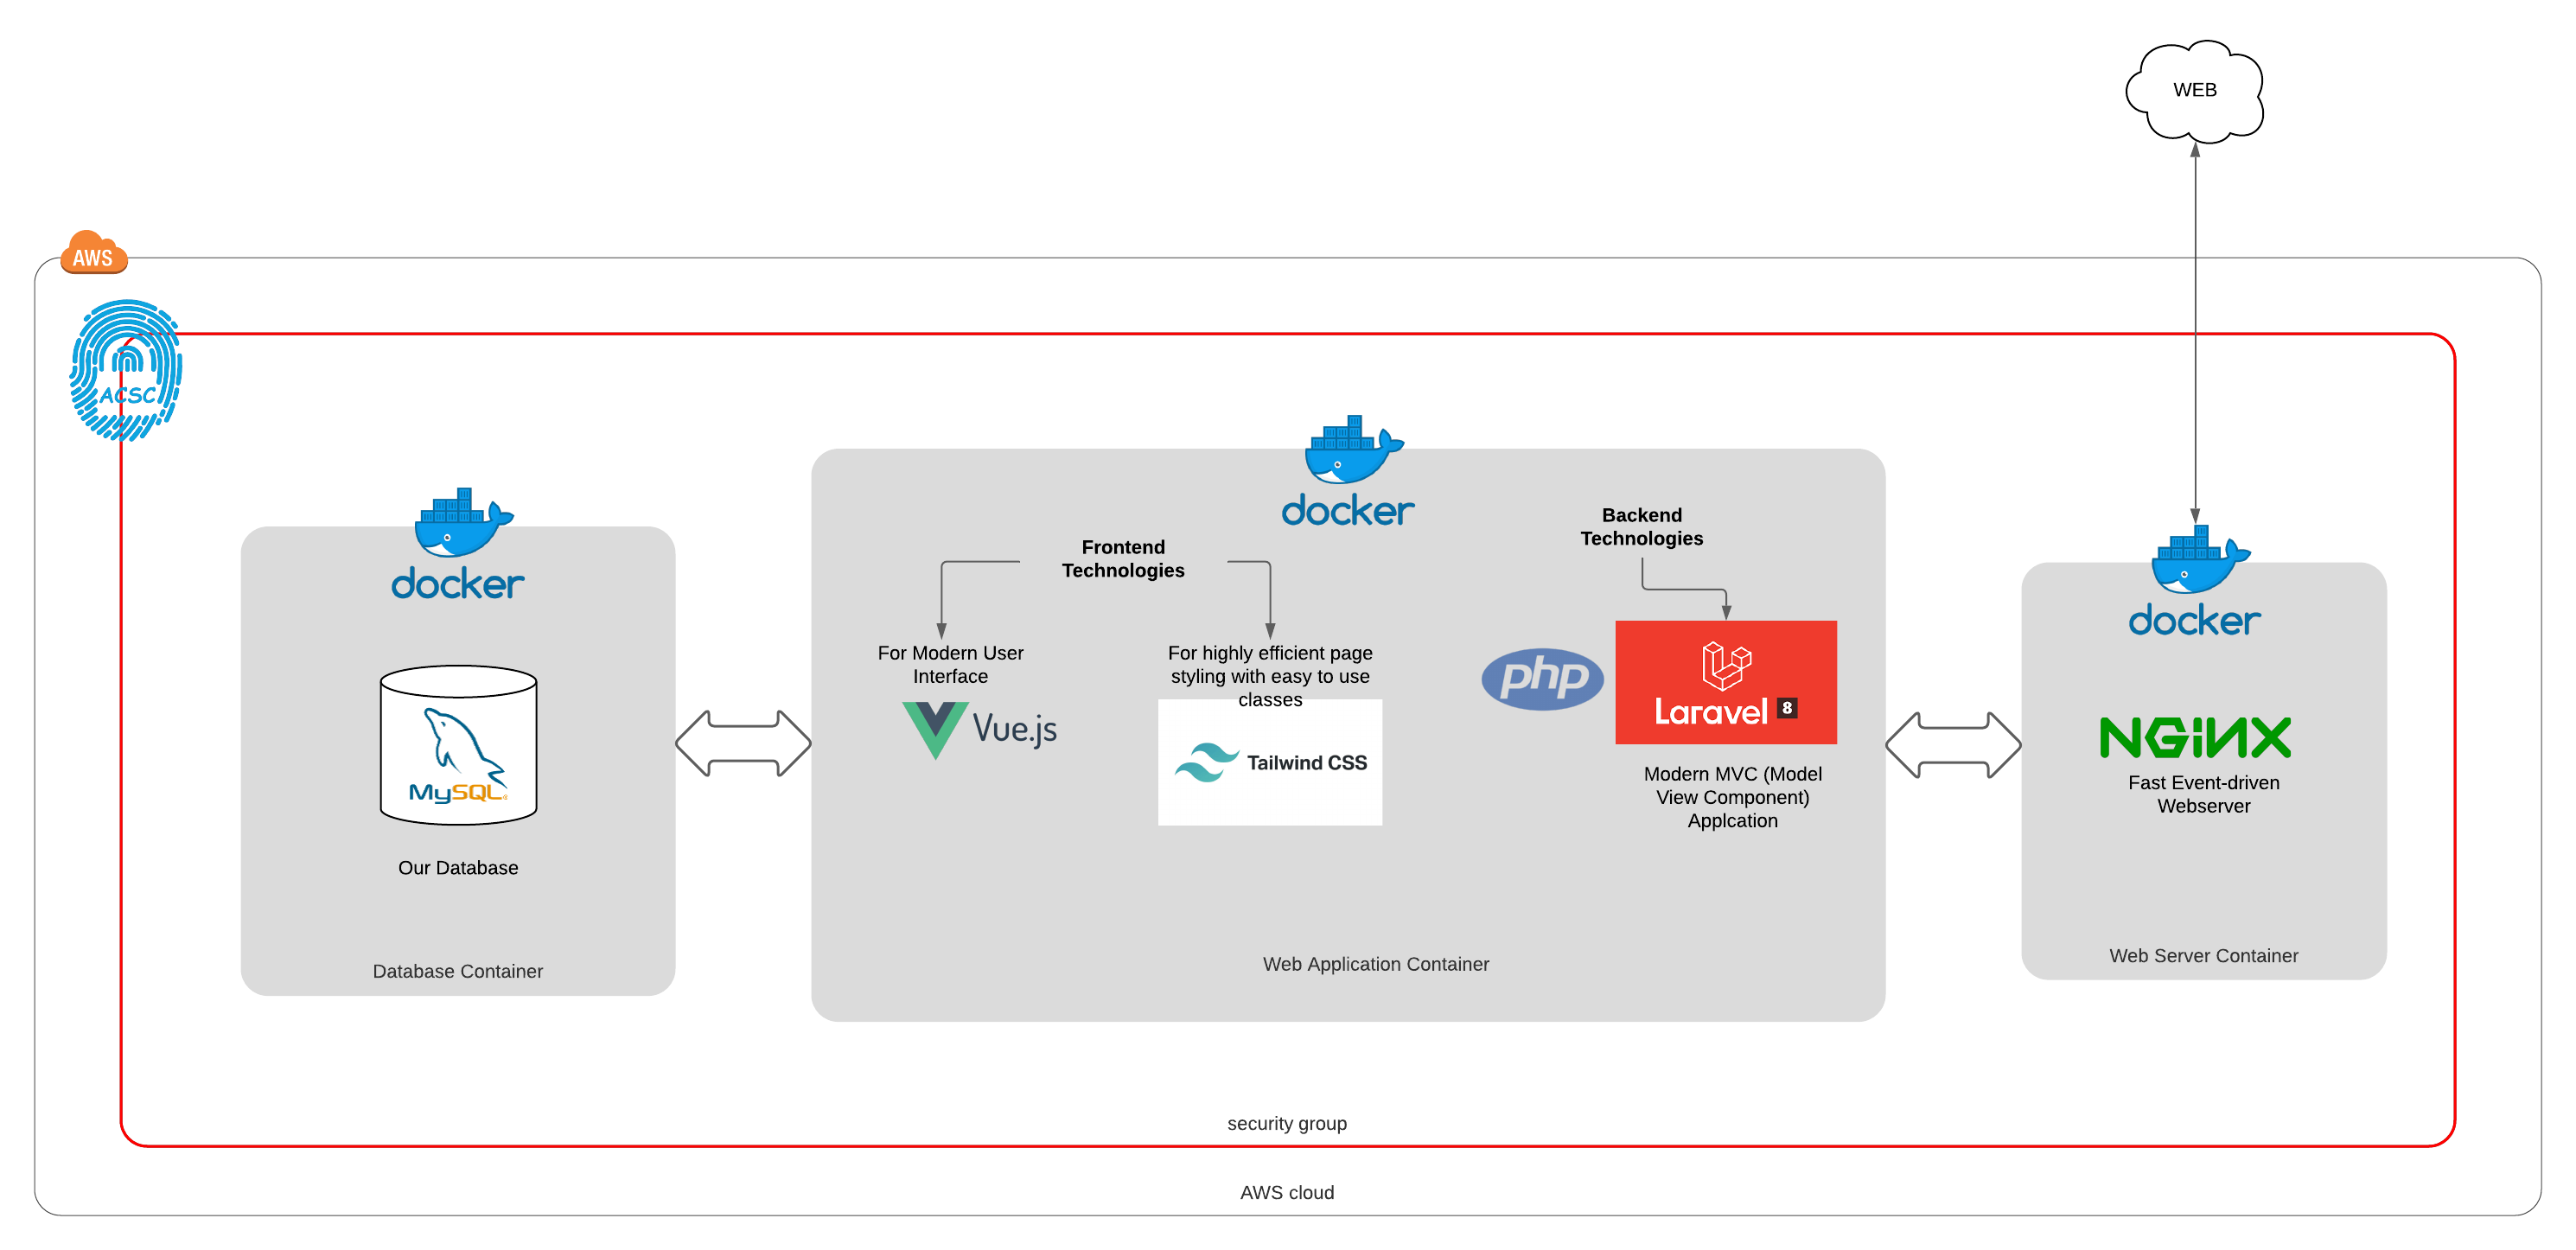 WEB
AWS
ACSC
docker
Backend
Technologies
Frontend
Technologies
docker
docker
For Modern User
Interface
Vue.js
For highly efficient page
styling with easy to use
classes
Tailwind CSS
php
Laravel 8
Modern MVC (Model
View Component)
Applcation
NGiNX
Fast Event-driven
Webserver
MySQL®
Our Database
Database Container
Web Application Container
Web Server Container
security group
AWS cloud